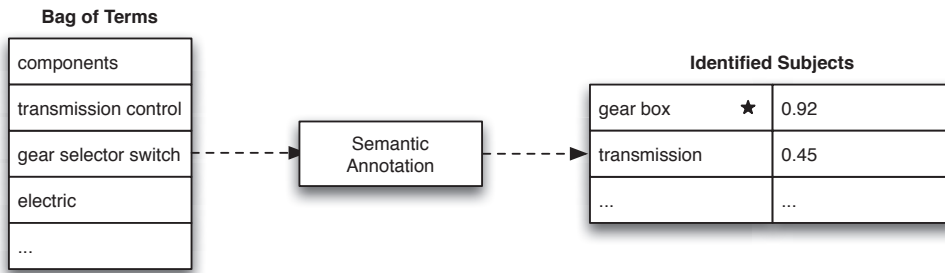 Bag of Terms
components
transmission control
gear selector switch
electric
...
Semantic
Annotation
Identified Subjects
gear box ★ 0.92
transmission 0.45
... ...